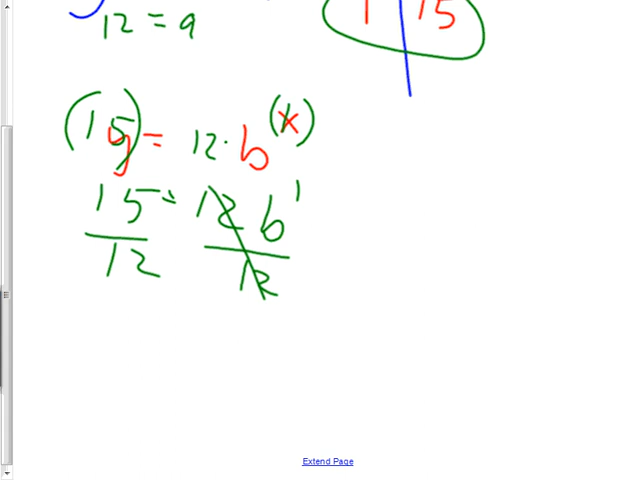 1 | 15
12 = a
(15) y = 12 · b^(x)
15 = 12 b^1
12 12
Extend Page